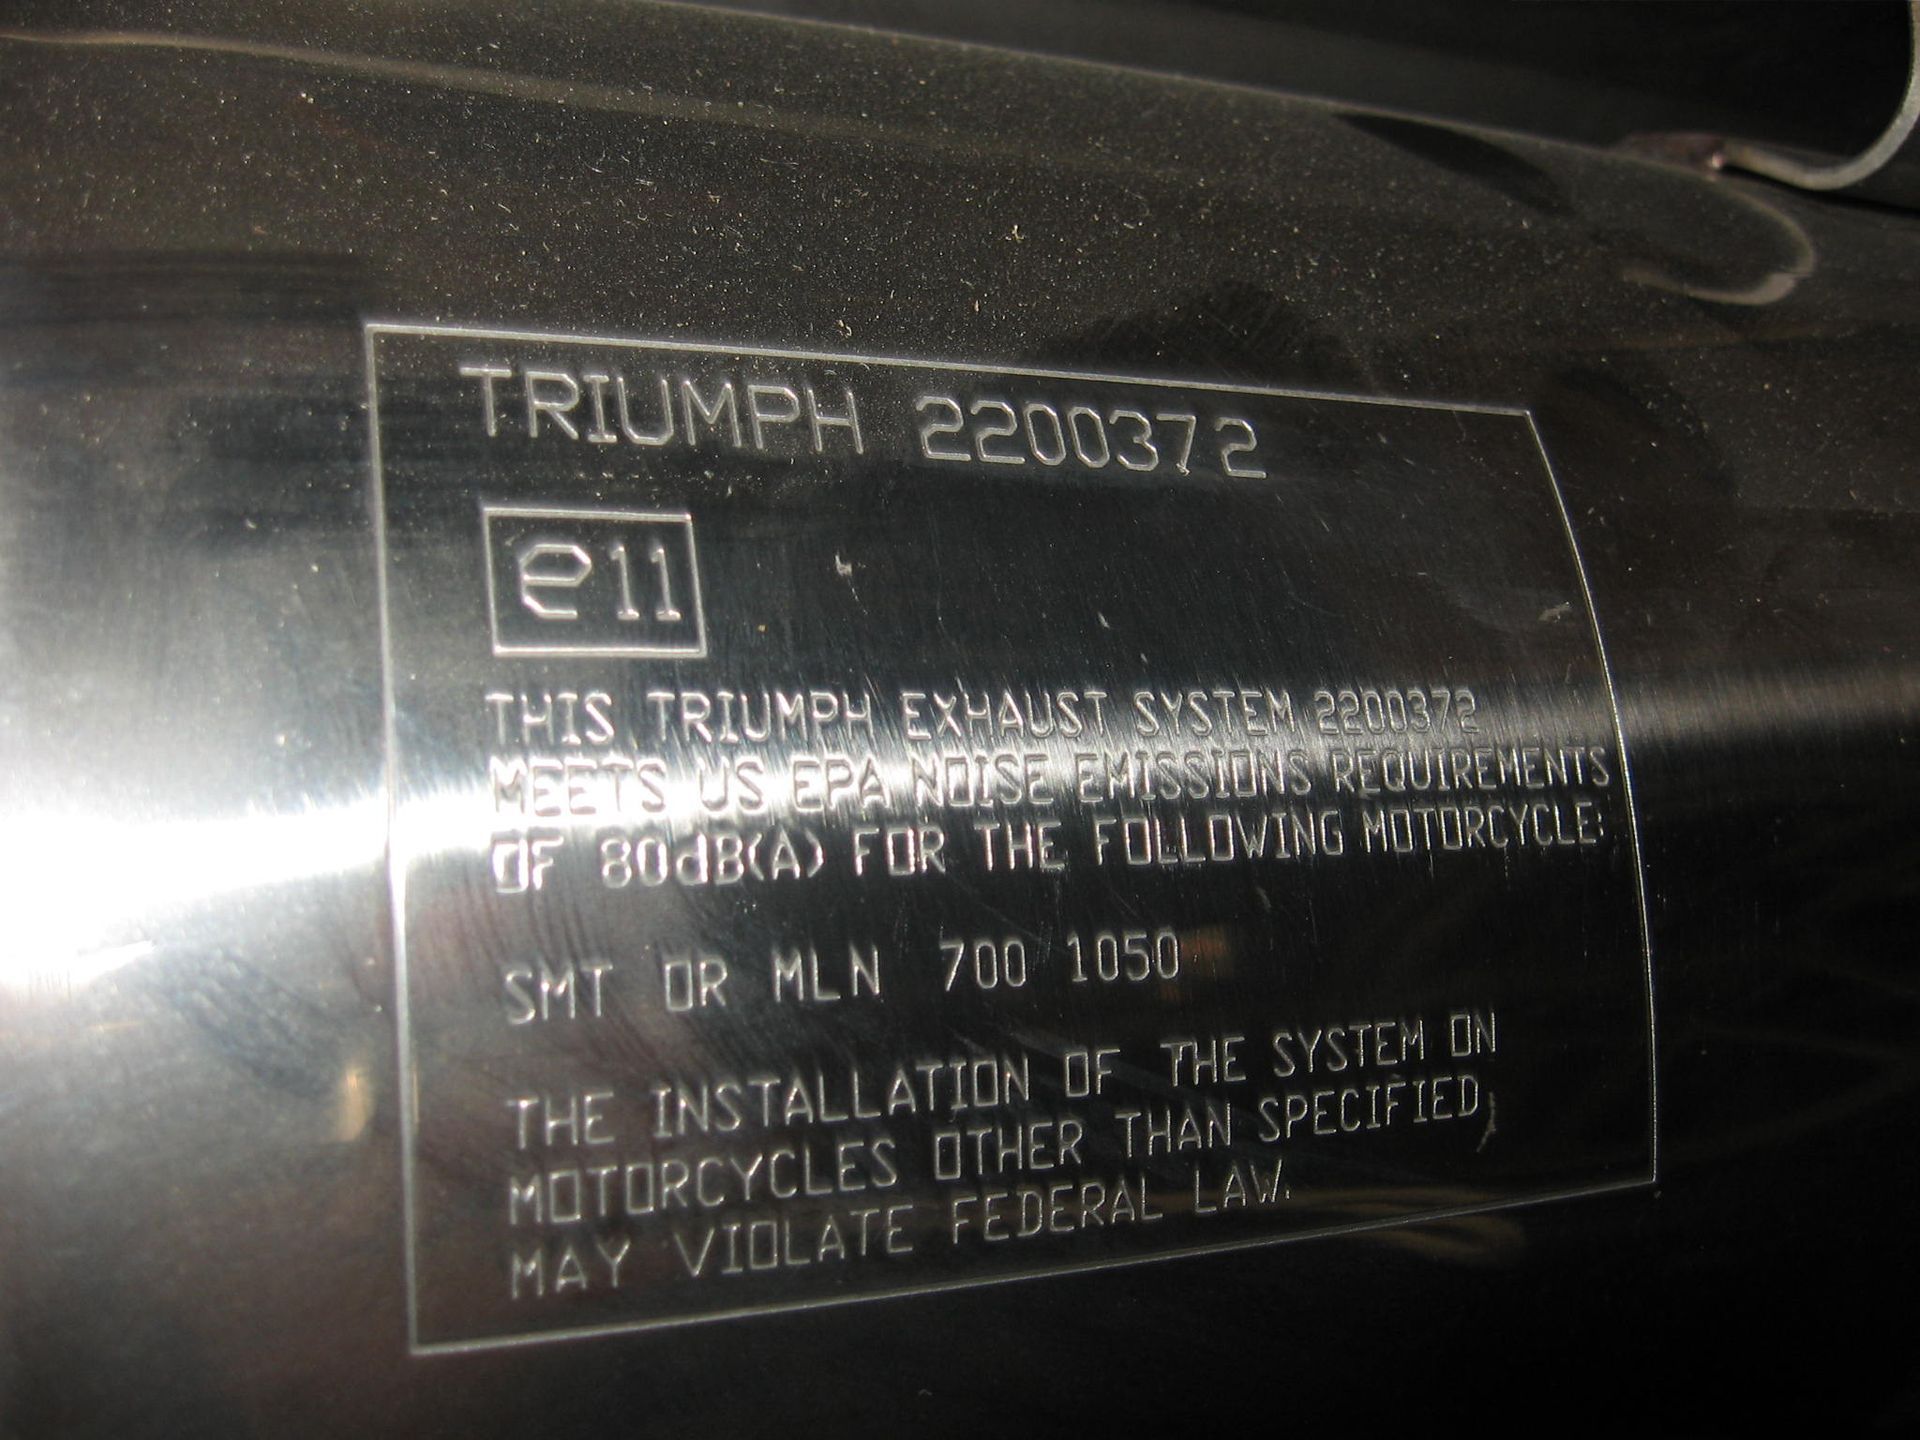 TRIUMPH 2200372
e11
THIS TRIUMPH EXHAUST SYSTEM 2200372
MEETS US EPA NOISE EMISSIONS REQUIREMENTS
OF 80dB(A) FOR THE FOLLOWING MOTORCYCLE:
SMT OR MLN 700 1050
THE INSTALLATION OF THE SYSTEM ON
MOTORCYCLES OTHER THAN SPECIFIED,
MAY VIOLATE FEDERAL LAW.